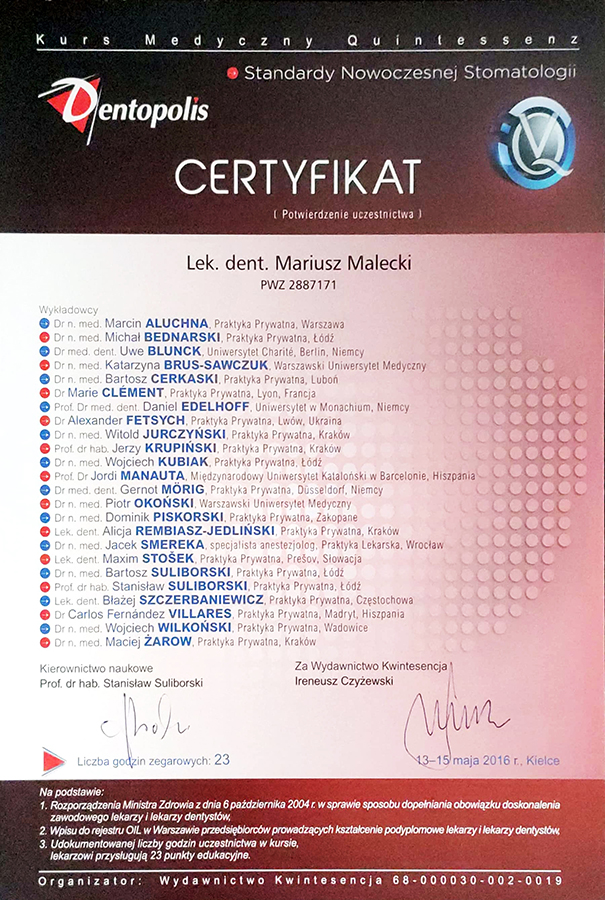 Kurs Medyczny Quintessenz
Standardy Nowoczesnej Stomatologii
Dentopolis
VQ
CERTYFIKAT
( Potwierdzenie uczestnictwa )
Lek. dent. Mariusz Malecki
PWZ 2887171
Wykładowcy
Dr n. med. Marcin ALUCHNA, Praktyka Prywatna, Warszawa
Dr n. med. Michał BEDNARSKI, Praktyka Prywatna, Łódź
Dr med. dent. Uwe BLUNCK, Uniwersytet Charité, Berlin, Niemcy
Dr n. med. Katarzyna BRUS-SAWCZUK, Warszawski Uniwersytet Medyczny
Dr n. med. Bartosz CERKASKI, Praktyka Prywatna, Luboń
Dr Marie CLÉMENT, Praktyka Prywatna, Lyon, Francja
Prof. Dr med. dent. Daniel EDELHOFF, Uniwersytet w Monachium, Niemcy
Dr Alexander FETSYCH, Praktyka Prywatna, Lwów, Ukraina
Dr n. med. Witold JURCZYŃSKI, Praktyka Prywatna, Kraków
Prof. dr hab. Jerzy KRUPIŃSKI, Praktyka Prywatna, Kraków
Dr n. med. Wojciech KUBIAK, Praktyka Prywatna, Łódź
Prof. Dr Jordi MANAUTA, Międzynarodowy Uniwersytet Kataloński w Barcelonie, Hiszpania
Dr med. dent. Gernot MÖRIG, Praktyka Prywatna, Düsseldorf, Niemcy
Dr n. med. Piotr OKOŃSKI, Warszawski Uniwersytet Medyczny
Dr n. med. Dominik PISKORSKI, Praktyka Prywatna, Zakopane
Lek. dent. Alicja REMBIASZ-JEDLIŃSKI, Praktyka Prywatna, Kraków
Dr n. med. Jacek SMEREKA, specjalista anestezjolog, Praktyka Lekarska, Wrocław
Lek. dent. Maxim STOŠEK, Praktyka Prywatna, Prešov, Słowacja
Dr n. med. Bartosz SULIBORSKI, Praktyka Prywatna, Łódź
Prof. dr hab. Stanisław SULIBORSKI, Praktyka Prywatna, Łódź
Lek. dent. Błażej SZCZERBANIEWICZ, Praktyka Prywatna, Częstochowa
Dr Carlos Fernández VILLARES, Praktyka Prywatna, Madryt, Hiszpania
Dr n. med. Wojciech WILKOŃSKI, Praktyka Prywatna, Wadowice
Dr n. med. Maciej ŻAROW, Praktyka Prywatna, Kraków
Kierownictwo naukowe
Prof. dr hab. Stanisław Suliborski
Za Wydawnictwo Kwintesencja
Ireneusz Czyżewski
Liczba godzin zegarowych: 23
13–15 maja 2016 r., Kielce
Na podstawie:
1. Rozporządzenia Ministra Zdrowia z dnia 6 października 2004 r. w sprawie sposobu dopełniania obowiązku doskonalenia
zawodowego lekarzy i lekarzy dentystów,
2. Wpisu do rejestru OIL w Warszawie przedsiębiorców prowadzących kształcenie podyplomowe lekarzy i lekarzy dentystów,
3. Udokumentowanej liczby godzin uczestnictwa w kursie,
lekarzowi przysługują 23 punkty edukacyjne.
Organizator: Wydawnictwo Kwintesencja 68-000030-002-0019